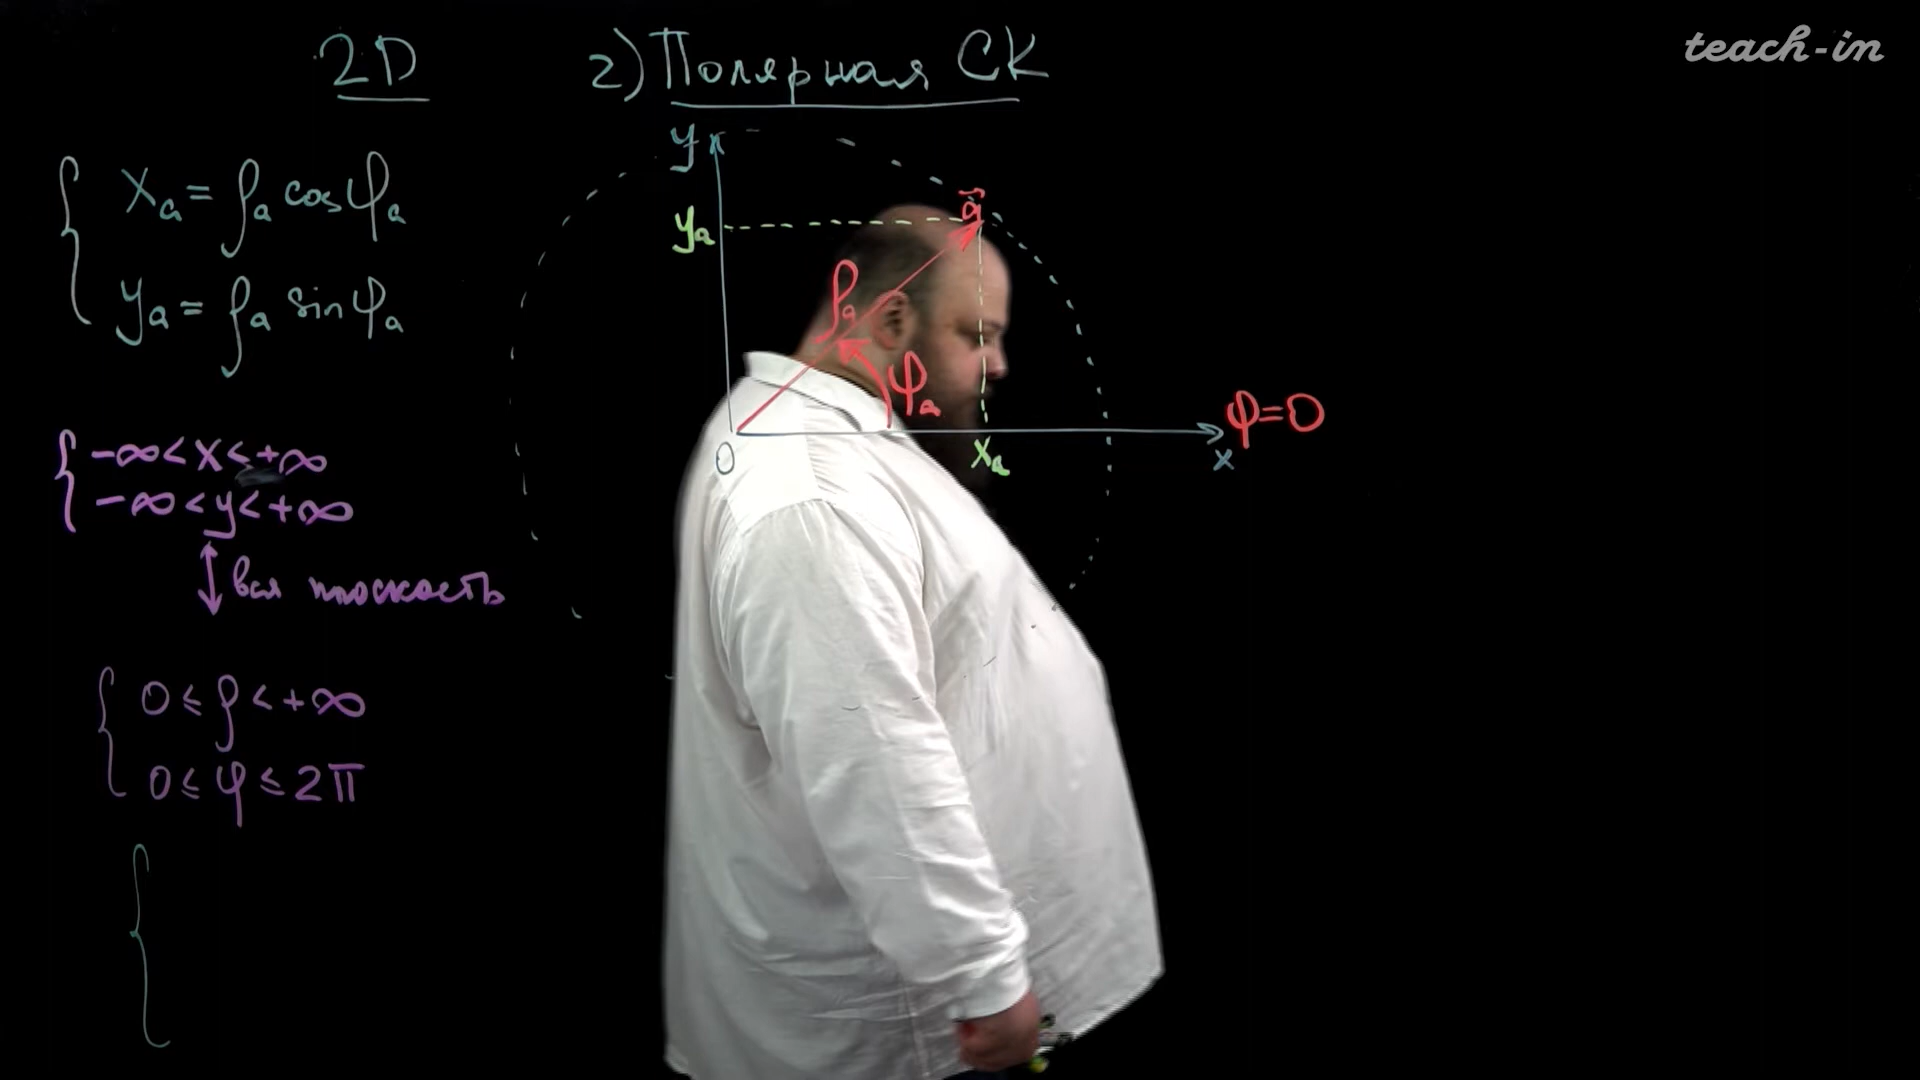 2D
2) Полярная СК
teach-in
xₐ = ρₐ cos φₐ
yₐ = ρₐ sin φₐ
-∞ < x < +∞
-∞ < y < +∞
вся плоскость
0 ≤ ρ < +∞
0 ≤ φ ≤ 2π
y
yₐ
a⃗
ρₐ
φₐ
φ=0
0
xₐ
x